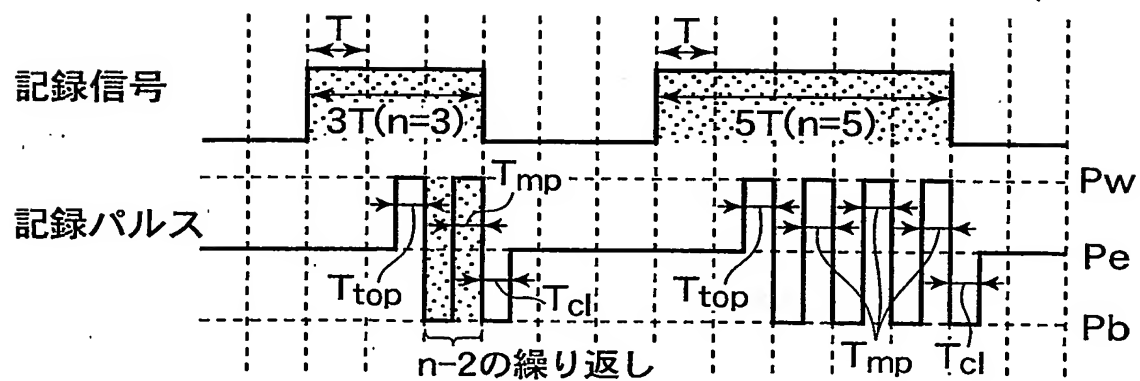 T T
記録信号
3T(n=3) 5T(n=5)
Tmp Pw
記録パルス
Pe
Ttop Tcl Ttop
Pb
n-2の繰り返し Tmp Tcl